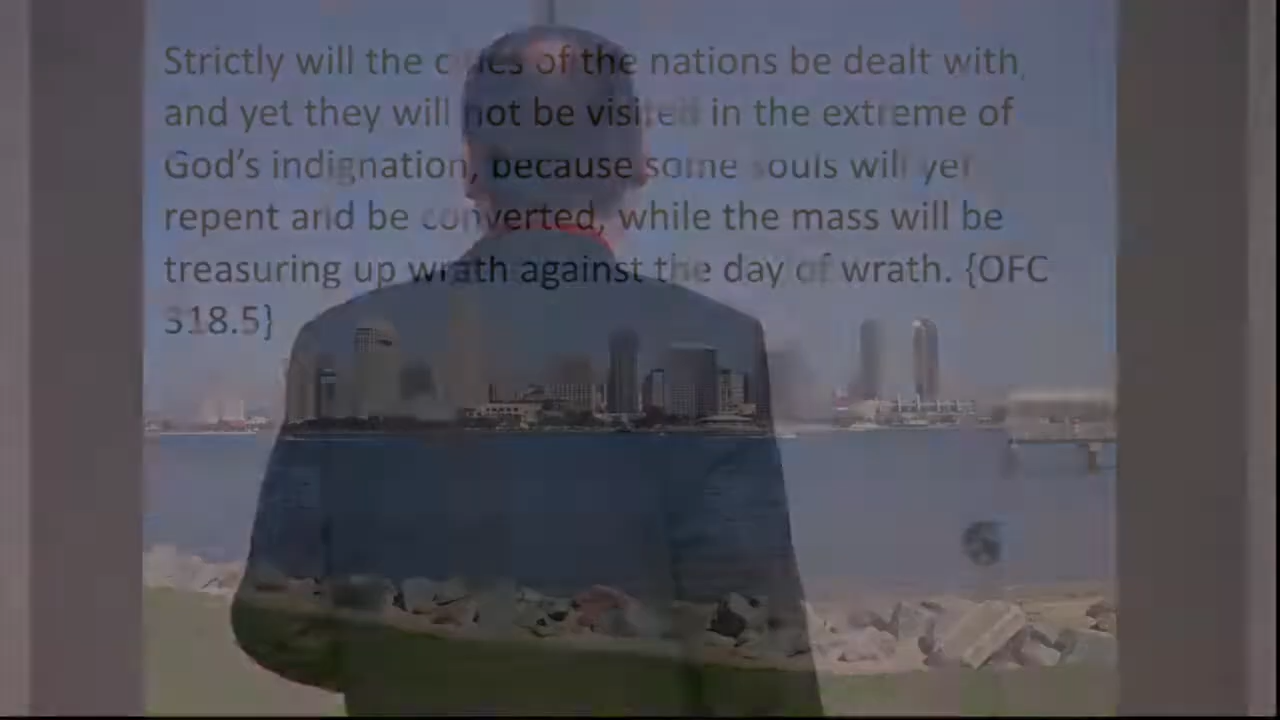 Strictly will the cities of the nations be dealt with,
and yet they will not be visited in the extreme of
God's indignation, because some souls will yet
repent and be converted, while the mass will be
treasuring up wrath against the day of wrath. {OFC
318.5}